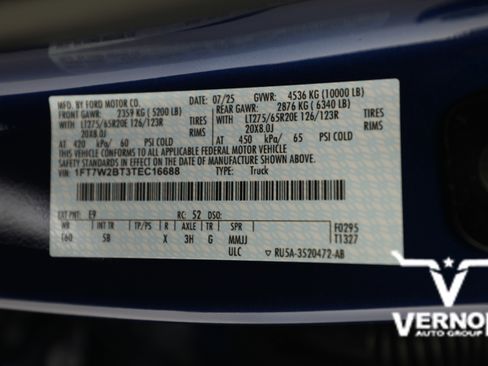 MFD. BY FORD MOTOR CO.
DATE: 07/25 GVWR: 4536 KG (10000 LB)
FRONT GAWR: 2359 KG ( 5200 LB) REAR GAWR: 2876 KG ( 6340 LB)
WITH LT275/65R20E 126/123R TIRES WITH LT275/65R20E 126/123R TIRES
20X8.0J RIMS 20X8.0J RIMS
AT 420 kPa/ 60 PSI COLD AT 450 kPa/ 65 PSI COLD
THIS VEHICLE CONFORMS TO ALL APPLICABLE FEDERAL MOTOR VEHICLE
SAFETY STANDARDS IN EFFECT ON THE DATE OF MANUFACTURE SHOWN ABOVE.
VIN: 1FT7W2BT3TEC16688 TYPE: Truck
EXT PNT: E9 RC: 52 DSO:
WB INT TR TP/PS R AXLE TR SPR F0295
160 5B X 3H G MMJJ T1327
ULC ▽ RU5A-3520472-AB
VERNO
AUTO GROUP